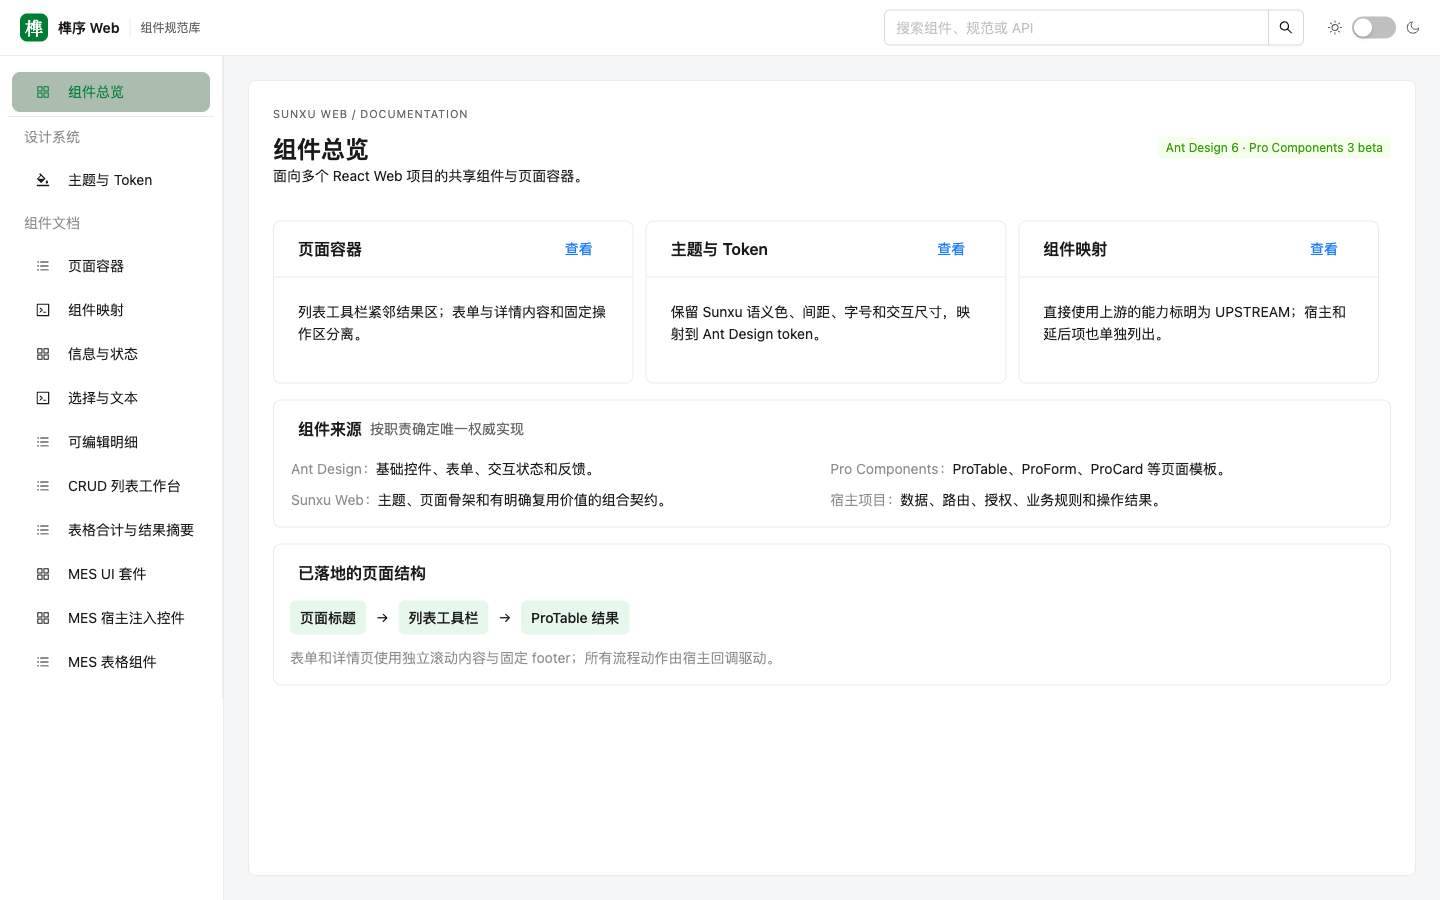 榫 榫序 Web 组件规范库
搜索组件、规范或 API
组件总览
设计系统
主题与 Token
组件文档
页面容器
组件映射
信息与状态
选择与文本
可编辑明细
CRUD 列表工作台
表格合计与结果摘要
MES UI 套件
MES 宿主注入控件
MES 表格组件
SUNXU WEB / DOCUMENTATION
组件总览
Ant Design 6 · Pro Components 3 beta
面向多个 React Web 项目的共享组件与页面容器。
页面容器 查看
列表工具栏紧邻结果区；表单与详情内容和固定操
作区分离。
主题与 Token 查看
保留 Sunxu 语义色、间距、字号和交互尺寸，映
射到 Ant Design token。
组件映射 查看
直接使用上游的能力标明为 UPSTREAM；宿主和
延后项也单独列出。
组件来源 按职责确定唯一权威实现
Ant Design： 基础控件、表单、交互状态和反馈。
Pro Components： ProTable、ProForm、ProCard 等页面模板。
Sunxu Web： 主题、页面骨架和有明确复用价值的组合契约。
宿主项目： 数据、路由、授权、业务规则和操作结果。
已落地的页面结构
页面标题 → 列表工具栏 → ProTable 结果
表单和详情页使用独立滚动内容与固定 footer；所有流程动作由宿主回调驱动。